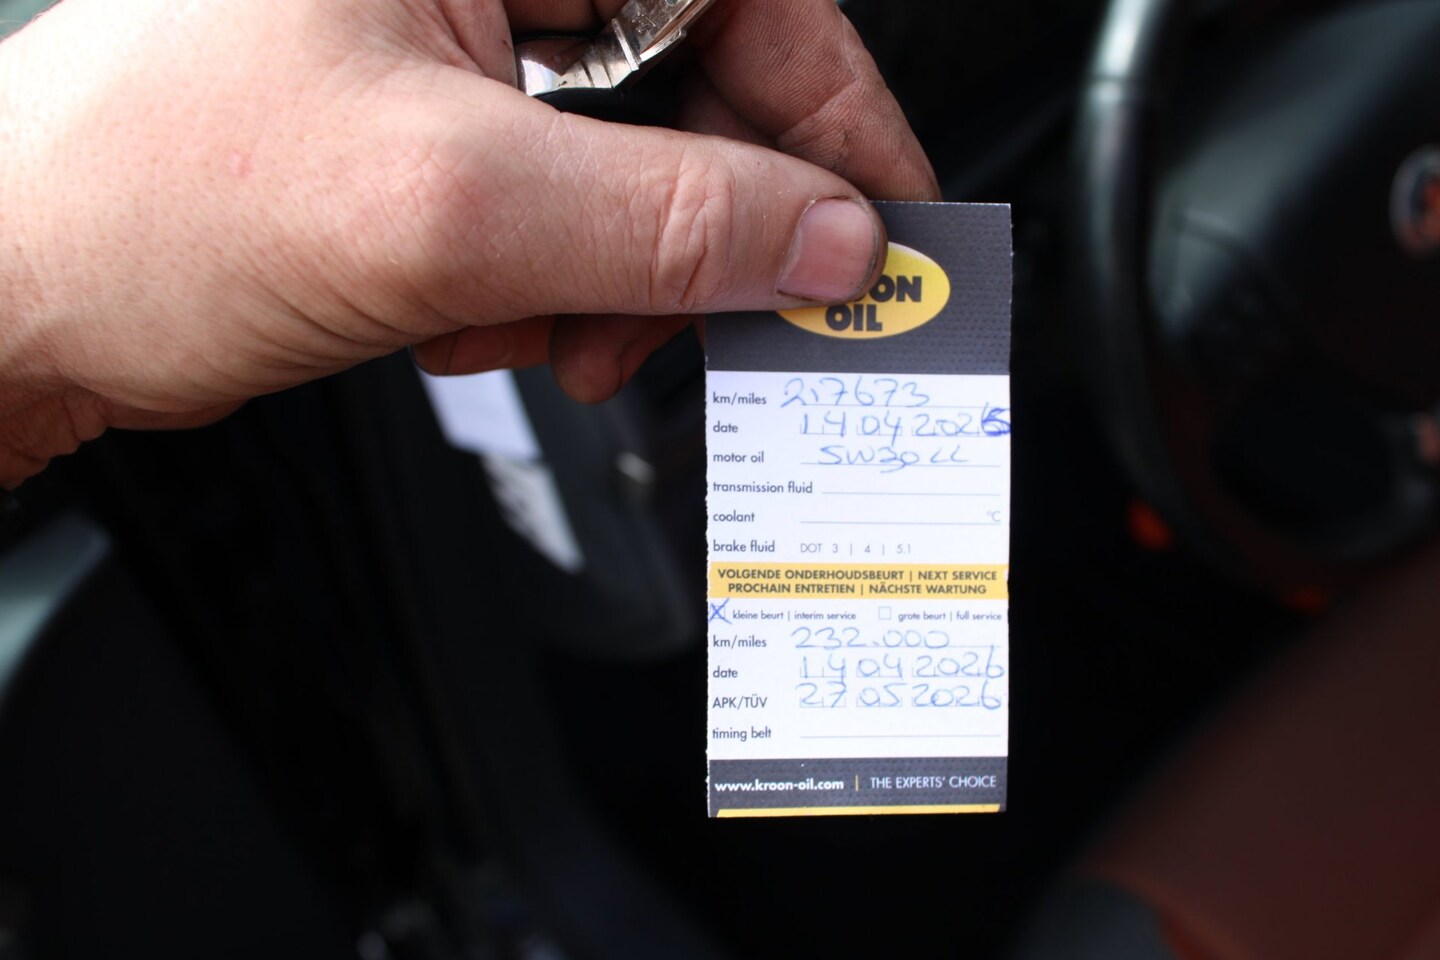 OON
OIL
km/miles 217673
date 14 04 2025
motor oil 5W30 LL
transmission fluid
coantant °C
brake fluid DOT 3 | 4 | 5.1
VOLGENDE ONDERHOUDSBEURT | NEXT SERVICE
PROCHAIN ENTRETIEN | NÄCHSTE WARTUNG
X kleine beurt | interim service grote beurt | full service
km/miles 232.000
date 14 04 2026
APK/TÜV 27 05 2026
timing belt
www.kroon-oil.com | THE EXPERTS' CHOICE